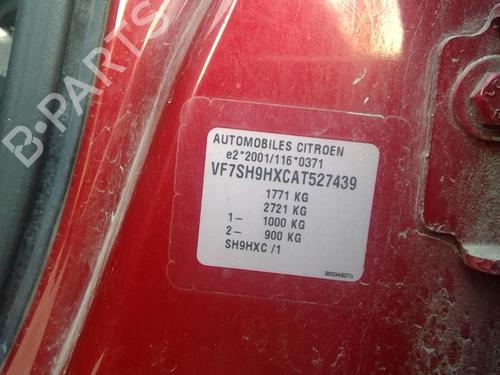 B-PARTS
AUTOMOBILES CITROEN
e2*2001/116*0371
VF7SH9HXCAT527439
1771 KG
2721 KG
1- 1000 KG
2- 900 KG
SH9HXC /1